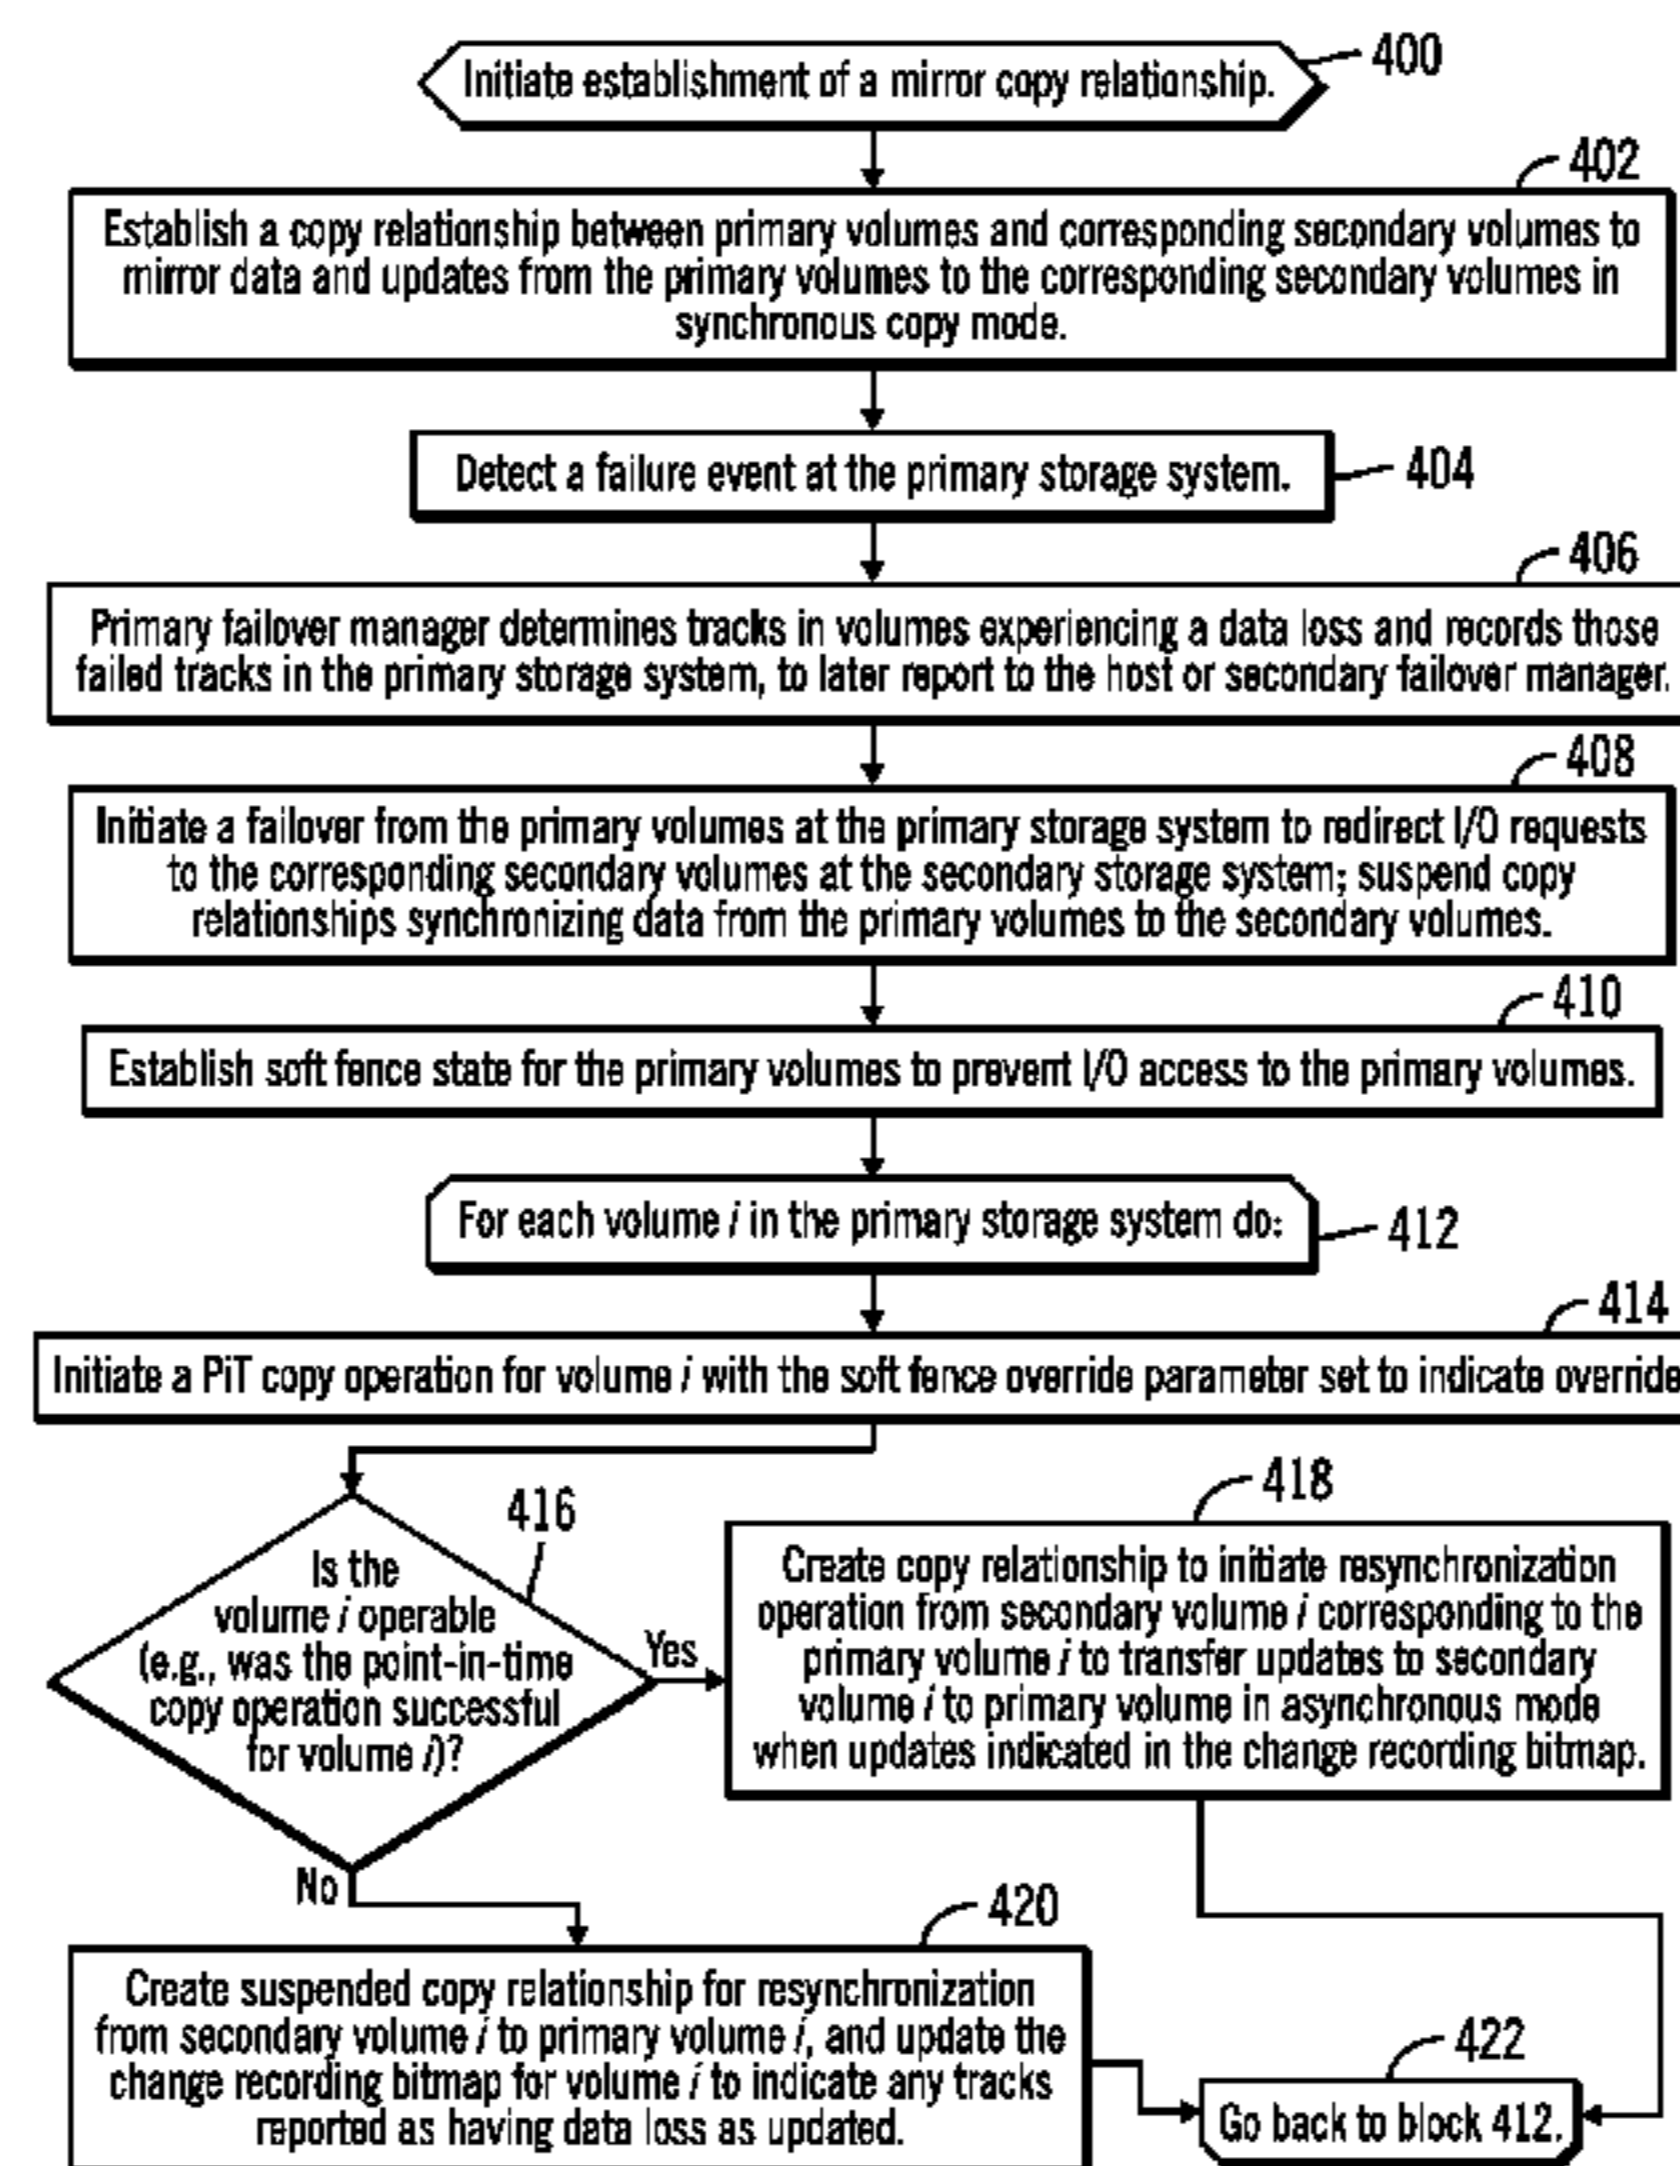 Initiate establishment of a mirror copy relationship.
400
402
Establish a copy relationship between primary volumes and corresponding secondary volumes to
mirror data and updates from the primary volumes to the corresponding secondary volumes in
synchronous copy mode.
Detect a failure event at the primary storage system.
404
406
Primary failover manager determines tracks in volumes experiencing a data loss and records those
failed tracks in the primary storage system, to later report to the host or secondary failover manager.
408
Initiate a failover from the primary volumes at the primary storage system to redirect I/O requests
to the corresponding secondary volumes at the secondary storage system; suspend copy
relationships synchronizing data from the primary volumes to the secondary volumes.
410
Establish soft fence state for the primary volumes to prevent I/O access to the primary volumes.
For each volume i in the primary storage system do:
412
414
Initiate a PiT copy operation for volume i with the soft fence override parameter set to indicate override
416
Is the
volume i operable
(e.g., was the point-in-time
copy operation successful
for volume i)?
Yes
No
418
Create copy relationship to initiate resynchronization
operation from secondary volume i corresponding to the
primary volume i to transfer updates to secondary
volume i to primary volume in asynchronous mode
when updates indicated in the change recording bitmap.
420
Create suspended copy relationship for resynchronization
from secondary volume i to primary volume i, and update the
change recording bitmap for volume i to indicate any tracks
reported as having data loss as updated.
422
Go back to block 412.